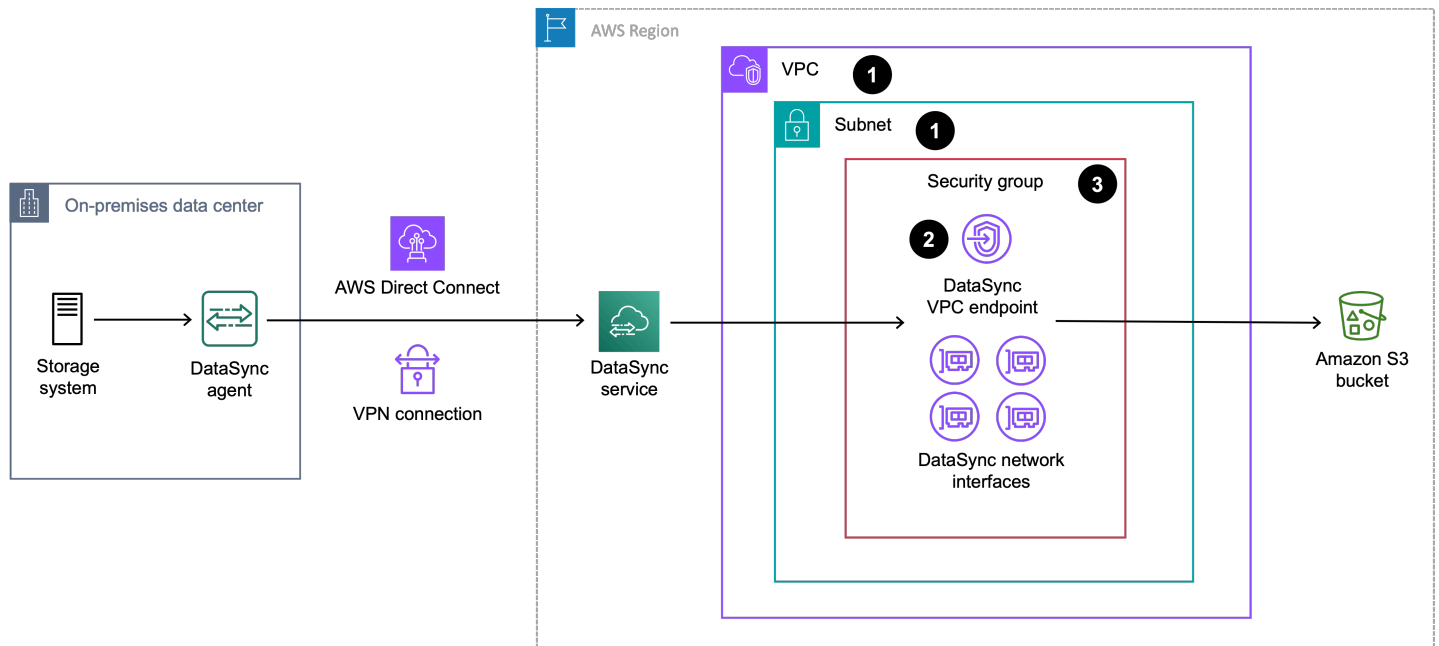 AWS Region
VPC
1
Subnet
1
Security group
3
On-premises data center
2
AWS Direct Connect
DataSync
VPC endpoint
Storage
system
DataSync
agent
DataSync
service
Amazon S3
bucket
VPN connection
DataSync network
interfaces